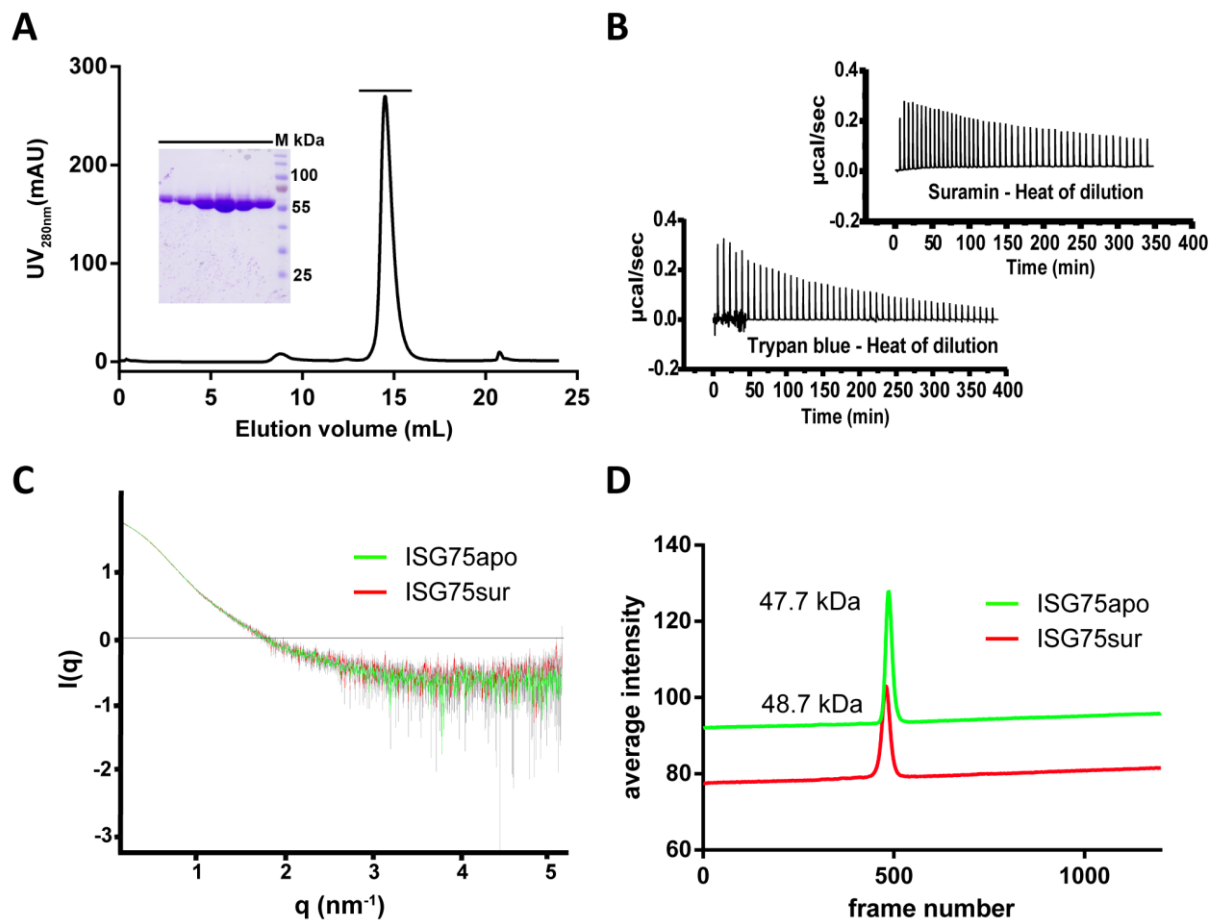 A
300
200
100
0
UV280nm(mAU)
M kDa
100
55
25
0 5 10 15 20 25
Elution volume (mL)
B
0.4
0.2
0.0
-0.2
µcal/sec
Suramin - Heat of dilution
0 50 100 150 200 250 300 350 400
Time (min)
0.4
0.2
0.0
-0.2
µcal/sec
Trypan blue - Heat of dilution
0 50 100 150 200 250 300 350 400
Time (min)
C
1
0
-1
-2
-3
I(q)
ISG75apo
ISG75sur
1 2 3 4 5
q (nm-1)
D
140
120
100
80
60
average intensity
47.7 kDa
48.7 kDa
ISG75apo
ISG75sur
0 500 1000
frame number